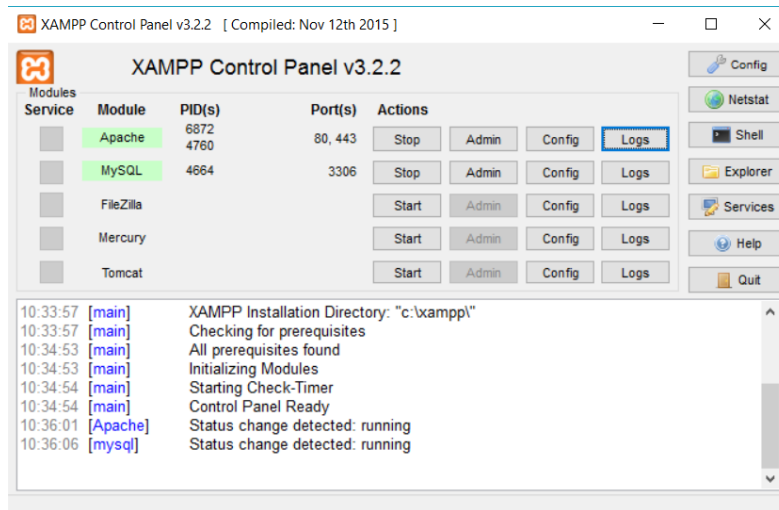 XAMPP Control Panel v3.2.2 [ Compiled: Nov 12th 2015 ]
XAMPP Control Panel v3.2.2
Config
Modules
Service Module PID(s) Port(s) Actions
Netstat
Apache 6872 4760 80, 443 Stop Admin Config Logs
Shell
MySQL 4664 3306 Stop Admin Config Logs
Explorer
FileZilla Start Admin Config Logs
Services
Mercury Start Admin Config Logs
Help
Tomcat Start Admin Config Logs
Quit
10:33:57 [main] XAMPP Installation Directory: "c:\xampp\"
10:33:57 [main] Checking for prerequisites
10:34:53 [main] All prerequisites found
10:34:53 [main] Initializing Modules
10:34:54 [main] Starting Check-Timer
10:34:54 [main] Control Panel Ready
10:36:01 [Apache] Status change detected: running
10:36:06 [mysql] Status change detected: running